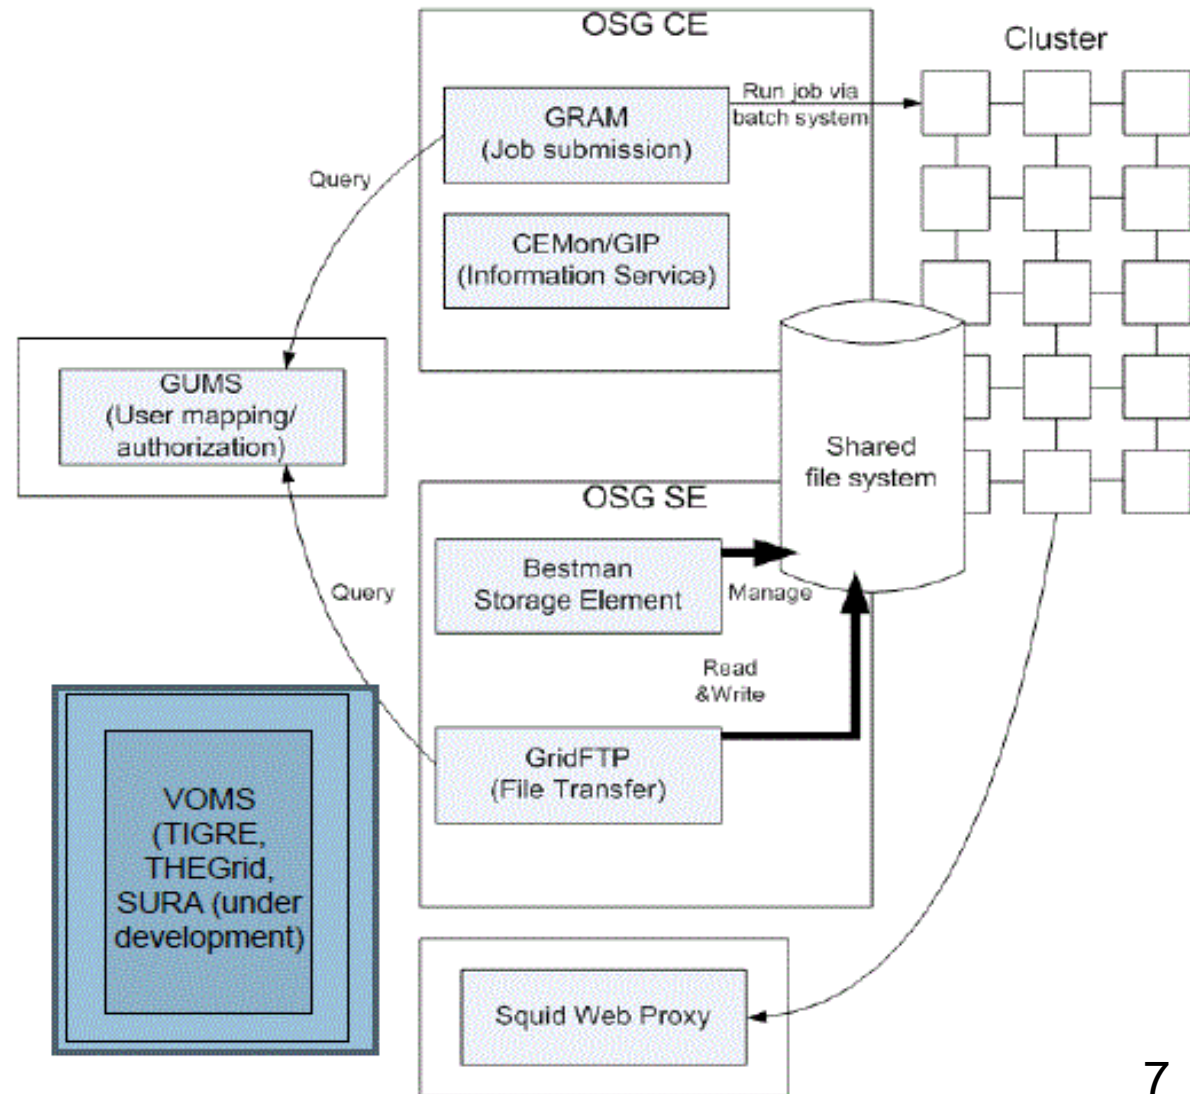 OSG CE
Cluster
GRAM
(Job submission)
Run job via
batch system
Query
CEMon/GIP
(Information Service)
GUMS
(User mapping/
authorization)
Shared
file system
OSG SE
Bestman
Storage Element
Manage
Query
Read
&Write
GridFTP
(File Transfer)
VOMS
(TIGRE,
THEGrid,
SURA (under
development)
Squid Web Proxy
7